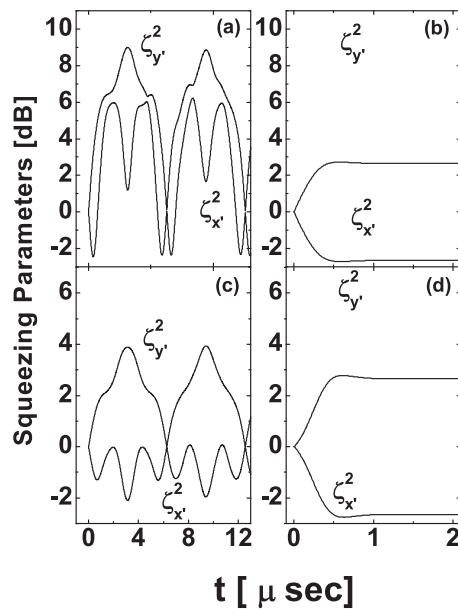 Squeezing Parameters [dB]
10
8
6
4
2
0
-2
(a)
ζ²y'
ζ²x'
(b)
ζ²y'
ζ²x'
6
4
2
0
-2
(c)
ζ²y'
ζ²x'
0 4 8 12
(d)
ζ²y'
ζ²x'
0 1 2
t [ μ sec]